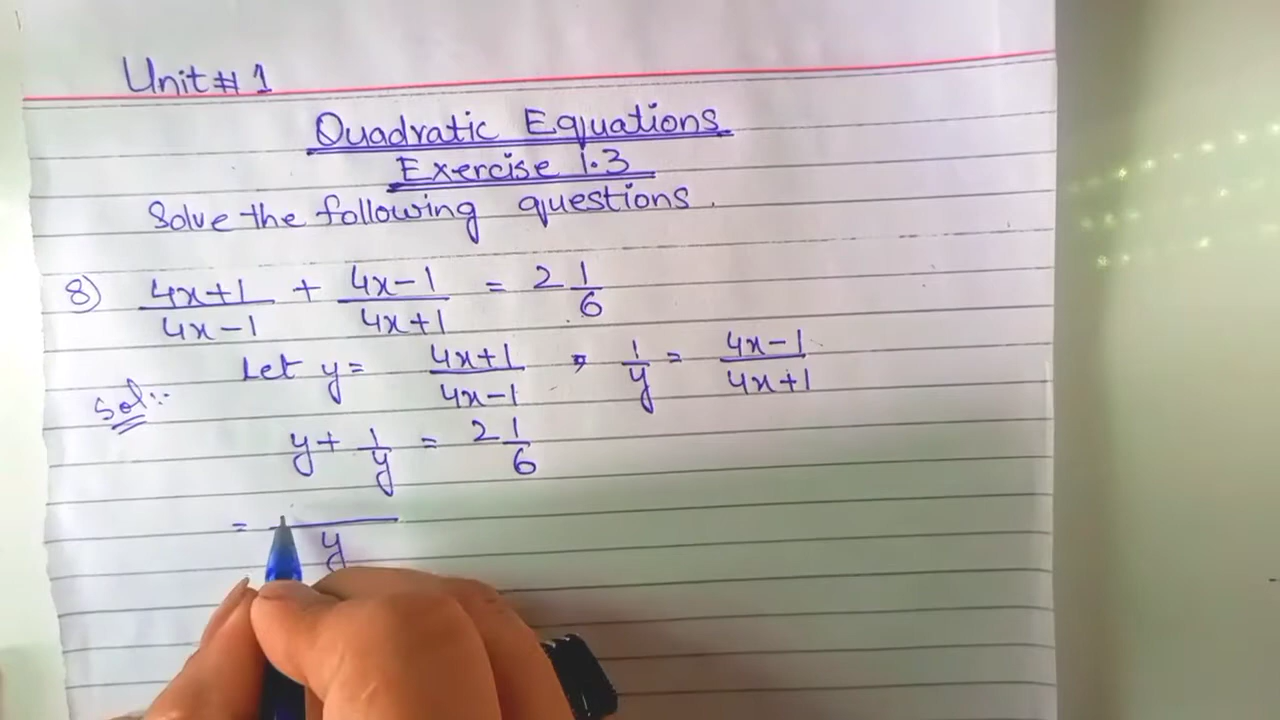 Unit # 1
Quadratic Equations
Exercise 1.3
Solve the following questions.
8) 4x+1/4x-1 + 4x-1/4x+1 = 2 1/6
Sol:- Let y = 4x+1/4x-1 , 1/y = 4x-1/4x+1
y + 1/y = 2 1/6
= /y